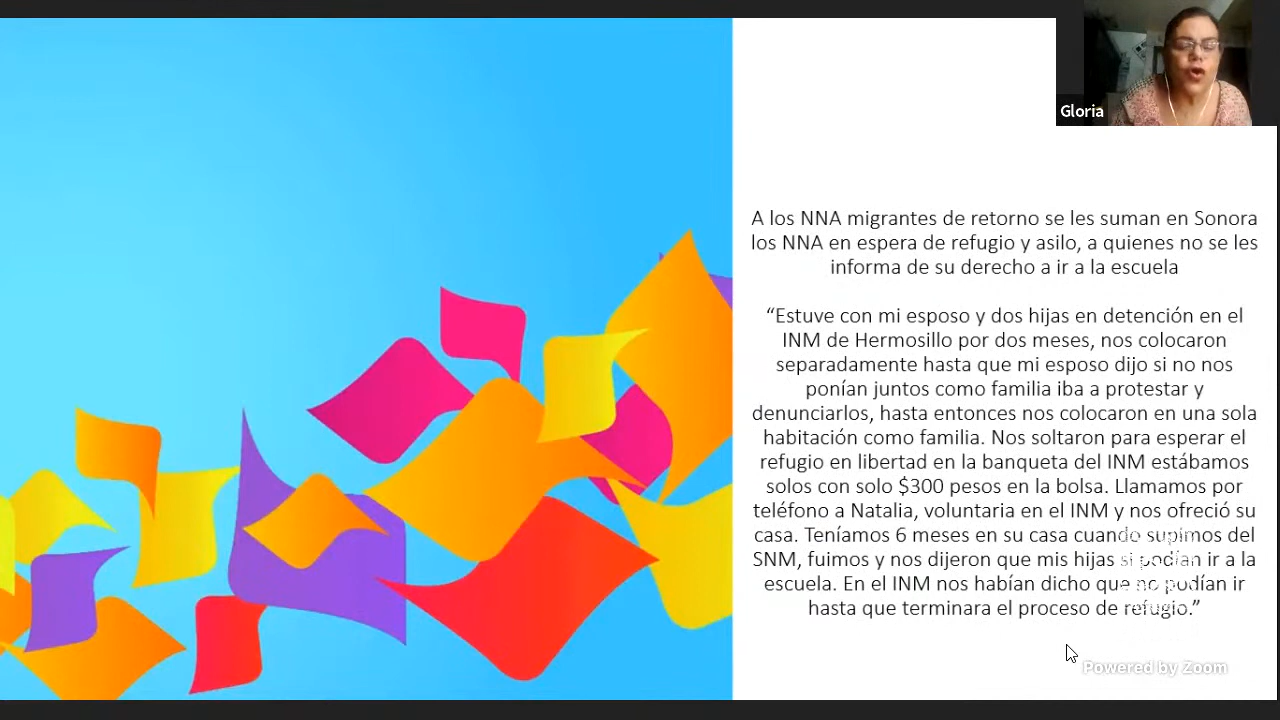 Gloria
A los NNA migrantes de retorno se les suman en Sonora
los NNA en espera de refugio y asilo, a quienes no se les
informa de su derecho a ir a la escuela
“Estuve con mi esposo y dos hijas en detención en el
INM de Hermosillo por dos meses, nos colocaron
separadamente hasta que mi esposo dijo si no nos
ponían juntos como familia iba a protestar y
denunciarlos, hasta entonces nos colocaron en una sola
habitación como familia. Nos soltaron para esperar el
refugio en libertad en la banqueta del INM estábamos
solos con solo $300 pesos en la bolsa. Llamamos por
teléfono a Natalia, voluntaria en el INM y nos ofreció su
casa. Teníamos 6 meses en su casa cuando supimos del
SNM, fuimos y nos dijeron que mis hijas podían ir a la
escuela. En el INM nos habían dicho que no podían ir
hasta que terminara el proceso de refugio.”
Powered by Zoom